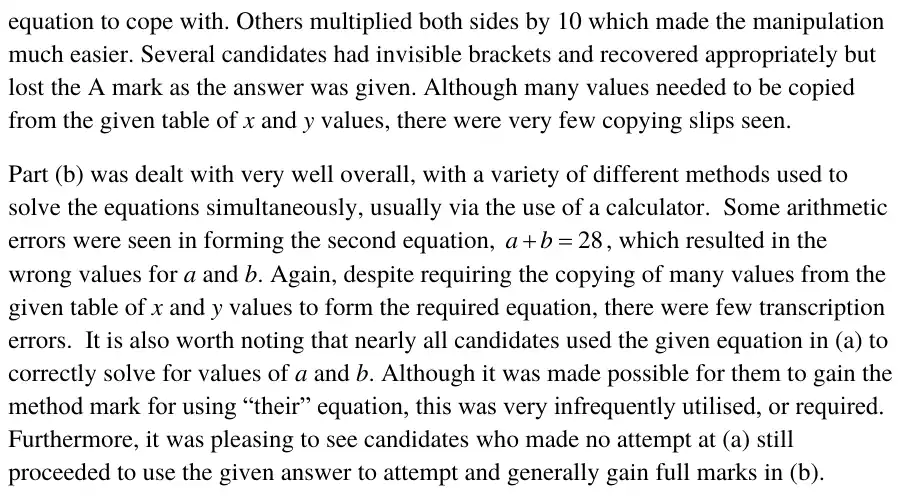 equation to cope with. Others multiplied both sides by 10 which made the manipulation
much easier. Several candidates had invisible brackets and recovered appropriately but
lost the A mark as the answer was given. Although many values needed to be copied
from the given table of x and y values, there were very few copying slips seen.
Part (b) was dealt with very well overall, with a variety of different methods used to
solve the equations simultaneously, usually via the use of a calculator.  Some arithmetic
errors were seen in forming the second equation, a + b = 28, which resulted in the
wrong values for a and b. Again, despite requiring the copying of many values from the
given table of x and y values to form the required equation, there were few transcription
errors.  It is also worth noting that nearly all candidates used the given equation in (a) to
correctly solve for values of a and b. Although it was made possible for them to gain the
method mark for using “their” equation, this was very infrequently utilised, or required.
Furthermore, it was pleasing to see candidates who made no attempt at (a) still
proceeded to use the given answer to attempt and generally gain full marks in (b).